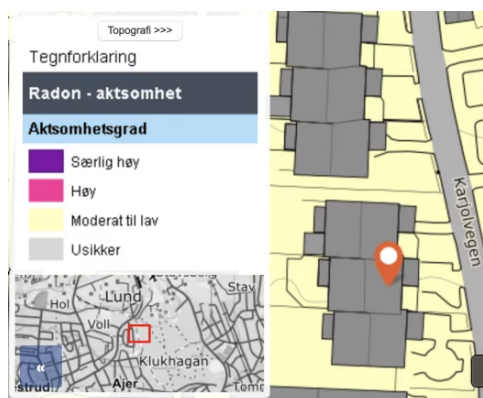 Topografi >>>
Tegnforklaring
Radon - aktsomhet
Aktsomhetsgrad
Særlig høy
Høy
Moderat til lav
Usikker
Karjolvegen
Stav
Hol
Lund
Voll
Klukhagan
«
strud
Ajer
Tomr